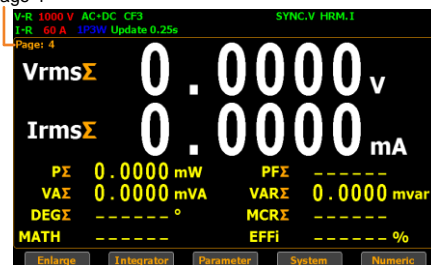 V-R 1000 V AC+DC CF3 SYNC.V HRM.I
I-R 60 A 1P3W Update 0.25s
Page: 4
VrmsΣ 0.0000 V
IrmsΣ 0.0000 mA
PΣ 0.0000 mW PFΣ ------
VAΣ 0.0000 mVA VARΣ 0.0000 mvar
DEGΣ ------ ° MCRΣ ------
MATH ------ EFFi ------ %
Enlarge Integrator Parameter System Numeric